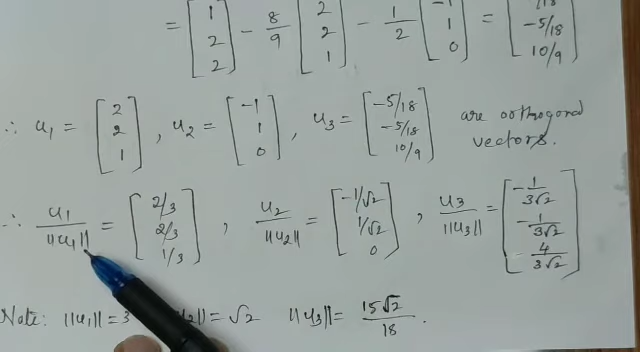 = [1 2 2] - 8/9 [2 2 1] - 1/2 [-1 1 0] = [-5/18 -5/18 10/9]
∴ u₁ = [2 2 1], u₂ = [-1 1 0], u₃ = [-5/18 -5/18 10/9] are orthogonal vectors.
∴ u₁/||u₁|| = [2/3 2/3 1/3], u₂/||u₂|| = [-1/√2 1/√2 0], u₃/||u₃|| = [-1/3√2 -1/3√2 -4/3√2]
Note: ||u₁|| = 3 ||u₂|| = √2 ||u₃|| = 15√2/18.